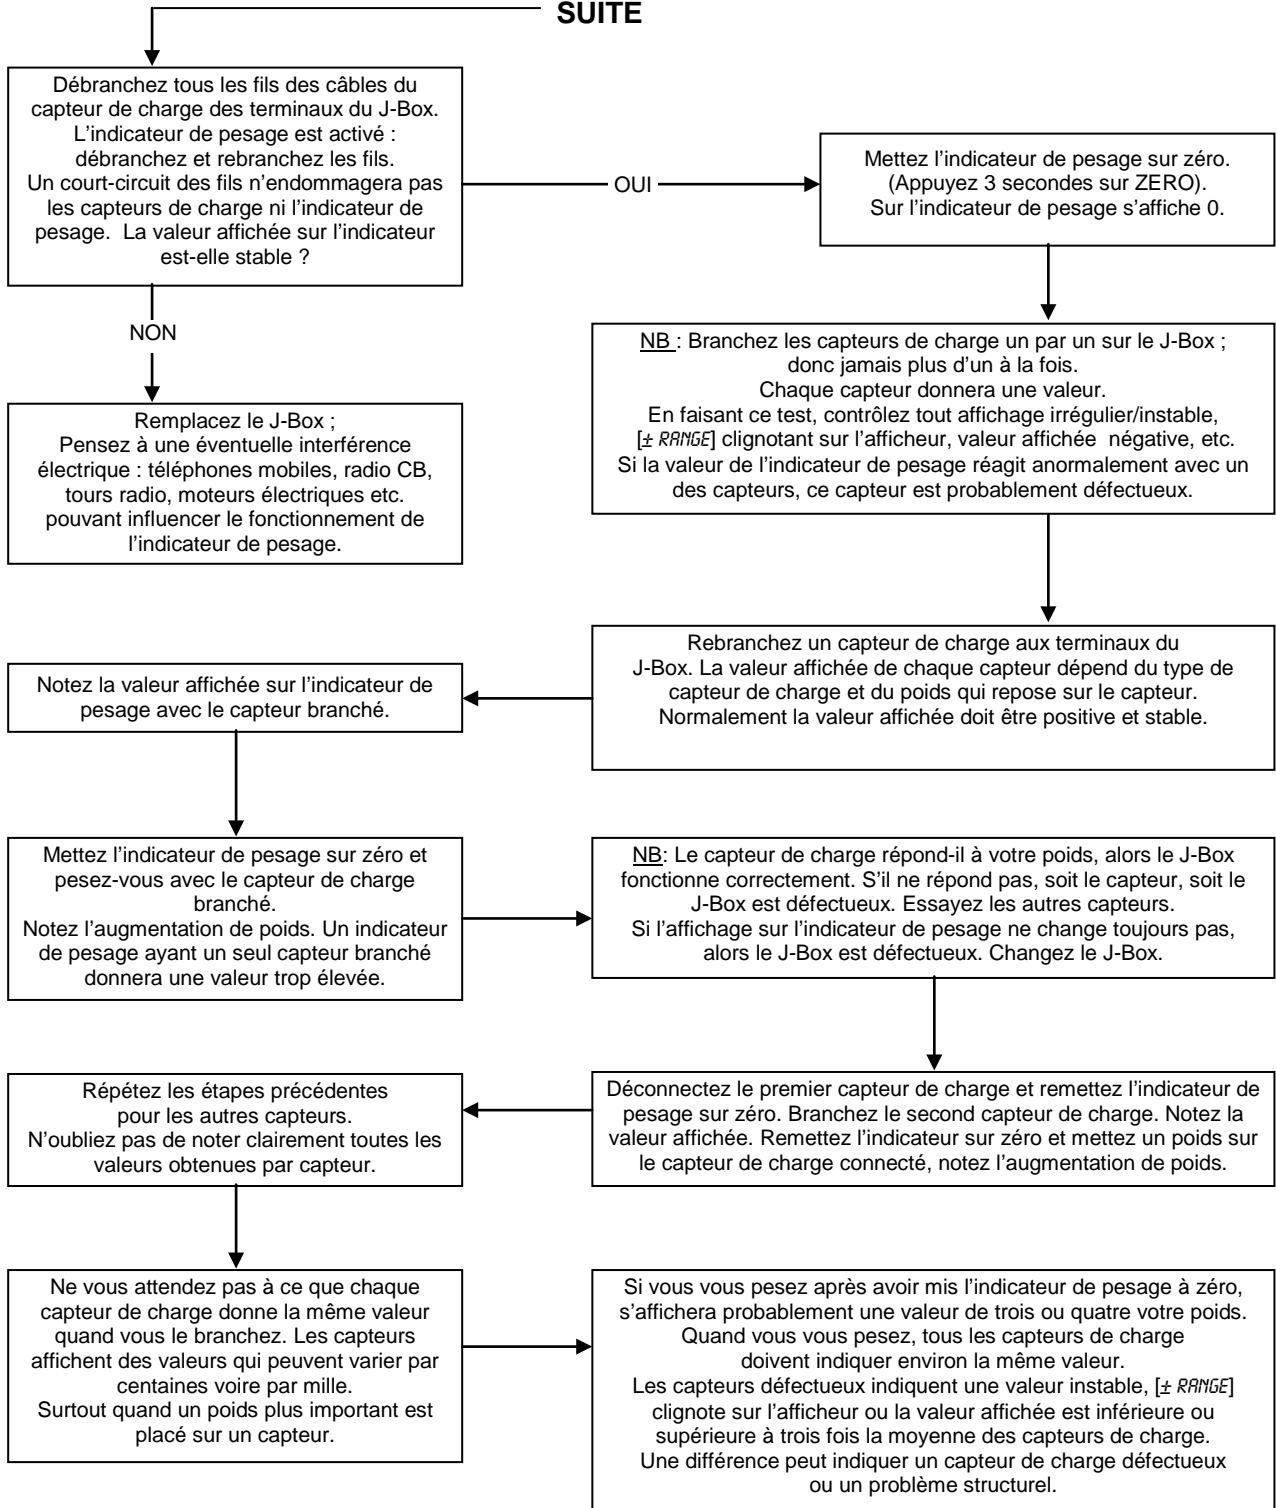 SUITE
Débranchez tous les fils des câbles du
capteur de charge des terminaux du J-Box.
L’indicateur de pesage est activé :
débranchez et rebranchez les fils.
Un court-circuit des fils n’endommagera pas
les capteurs de charge ni l’indicateur de
pesage.  La valeur affichée sur l’indicateur
est-elle stable ?
OUI
Mettez l’indicateur de pesage sur zéro.
(Appuyez 3 secondes sur ZERO).
Sur l’indicateur de pesage s’affiche 0.
NON
Remplacez le J-Box ;
Pensez à une éventuelle interférence
électrique : téléphones mobiles, radio CB,
tours radio, moteurs électriques etc.
pouvant influencer le fonctionnement de
l’indicateur de pesage.
NB : Branchez les capteurs de charge un par un sur le J-Box ;
donc jamais plus d’un à la fois.
Chaque capteur donnera une valeur.
En faisant ce test, contrôlez tout affichage irrégulier/instable,
[± RANGE] clignotant sur l’afficheur, valeur affichée  négative, etc.
Si la valeur de l’indicateur de pesage réagit anormalement avec un
des capteurs, ce capteur est probablement défectueux.
Rebranchez un capteur de charge aux terminaux du
J-Box. La valeur affichée de chaque capteur dépend du type de
capteur de charge et du poids qui repose sur le capteur.
Normalement la valeur affichée doit être positive et stable.
Notez la valeur affichée sur l’indicateur de
pesage avec le capteur branché.
Mettez l’indicateur de pesage sur zéro et
pesez-vous avec le capteur de charge
branché.
Notez l’augmentation de poids. Un indicateur
de pesage ayant un seul capteur branché
donnera une valeur trop élevée.
NB: Le capteur de charge répond-il à votre poids, alors le J-Box
fonctionne correctement. S’il ne répond pas, soit le capteur, soit le
J-Box est défectueux. Essayez les autres capteurs.
Si l’affichage sur l’indicateur de pesage ne change toujours pas,
alors le J-Box est défectueux. Changez le J-Box.
Déconnectez le premier capteur de charge et remettez l’indicateur de
pesage sur zéro. Branchez le second capteur de charge. Notez la
valeur affichée. Remettez l’indicateur sur zéro et mettez un poids sur
le capteur de charge connecté, notez l’augmentation de poids.
Répétez les étapes précédentes
pour les autres capteurs.
N’oubliez pas de noter clairement toutes les
valeurs obtenues par capteur.
Ne vous attendez pas à ce que chaque
capteur de charge donne la même valeur
quand vous le branchez. Les capteurs
affichent des valeurs qui peuvent varier par
centaines voire par mille.
Surtout quand un poids plus important est
placé sur un capteur.
Si vous vous pesez après avoir mis l’indicateur de pesage à zéro,
s’affichera probablement une valeur de trois ou quatre votre poids.
Quand vous vous pesez, tous les capteurs de charge
doivent indiquer environ la même valeur.
Les capteurs défectueux indiquent une valeur instable, [± RANGE]
clignote sur l’afficheur ou la valeur affichée est inférieure ou
supérieure à trois fois la moyenne des capteurs de charge.
Une différence peut indiquer un capteur de charge défectueux
ou un problème structurel.